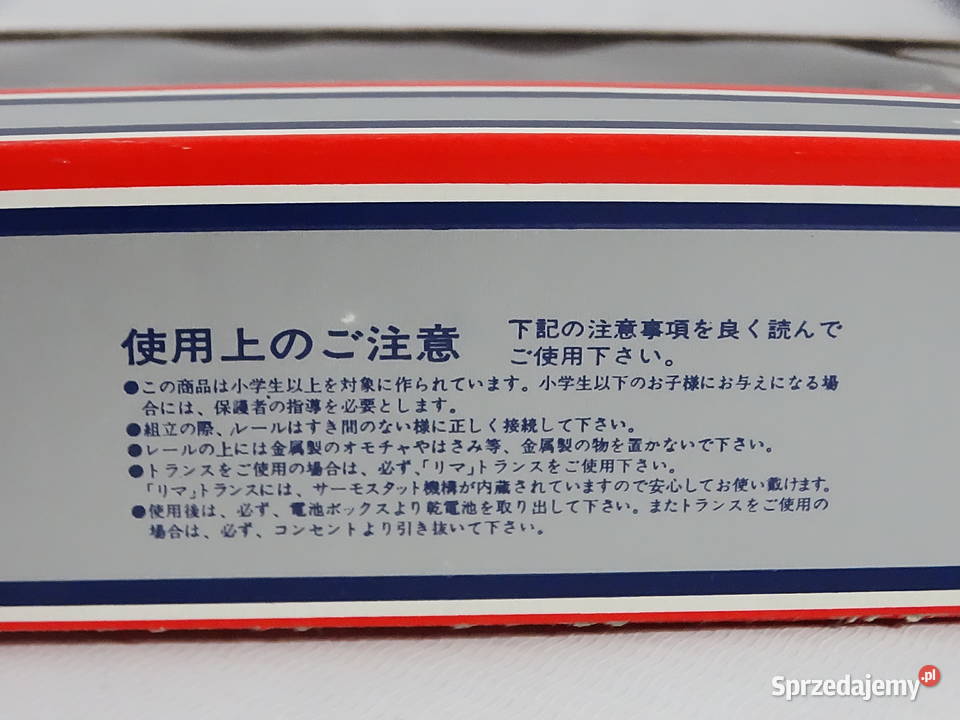 使用上のご注意
下記の注意事項を良く読んで
ご使用下さい。
●この商品は小学生以上を対象に作られています。小学生以下のお子様にお与えになる場
合には、保護者の指導を必要とします。
●組立の際、レールはすき間のない様に正しく接続して下さい。
●レールの上には金属製のオモチャやはさみ等、金属製の物を置かないで下さい。
●トランスをご使用の場合は、必ず、「リマ」トランスをご使用下さい。
「リマ」トランスには、サーモスタット機構が内蔵されていますので安心してお使い戴けます。
●使用後は、必ず、電池ボックスより乾電池を取り出して下さい。またトランスをご使用の
場合は、必ず、コンセントより引き抜いて下さい。
Sprzedajemy.pl